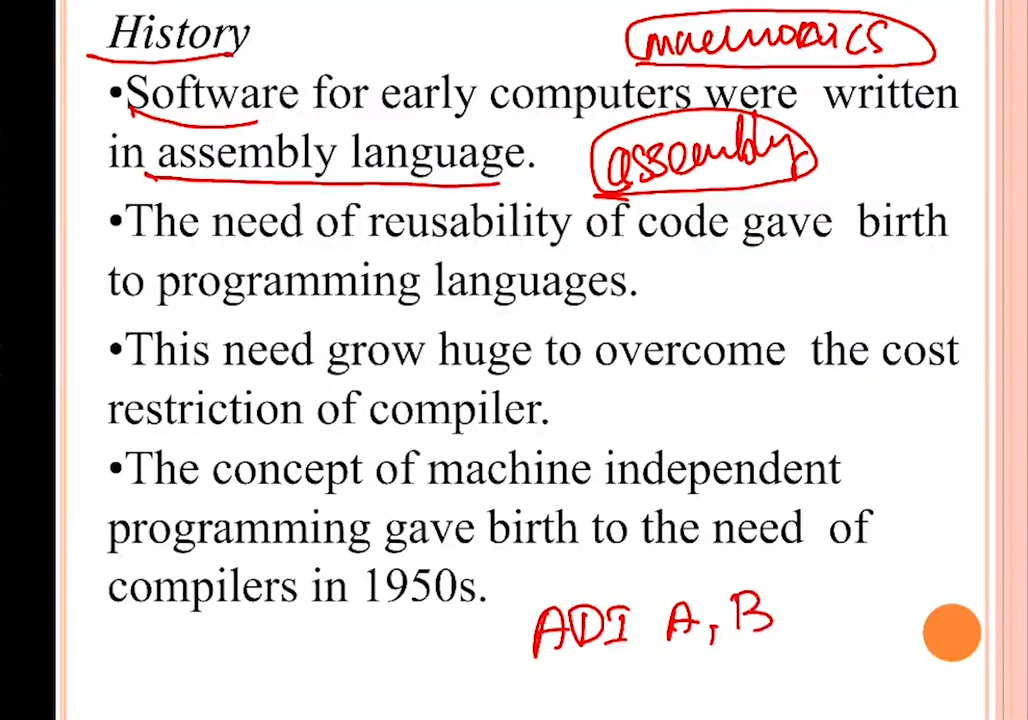 History
mnemonics
•Software for early computers were written
in assembly language.
assembly
•The need of reusability of code gave birth
to programming languages.
•This need grow huge to overcome the cost
restriction of compiler.
•The concept of machine independent
programming gave birth to the need of
compilers in 1950s.
ADI A, B